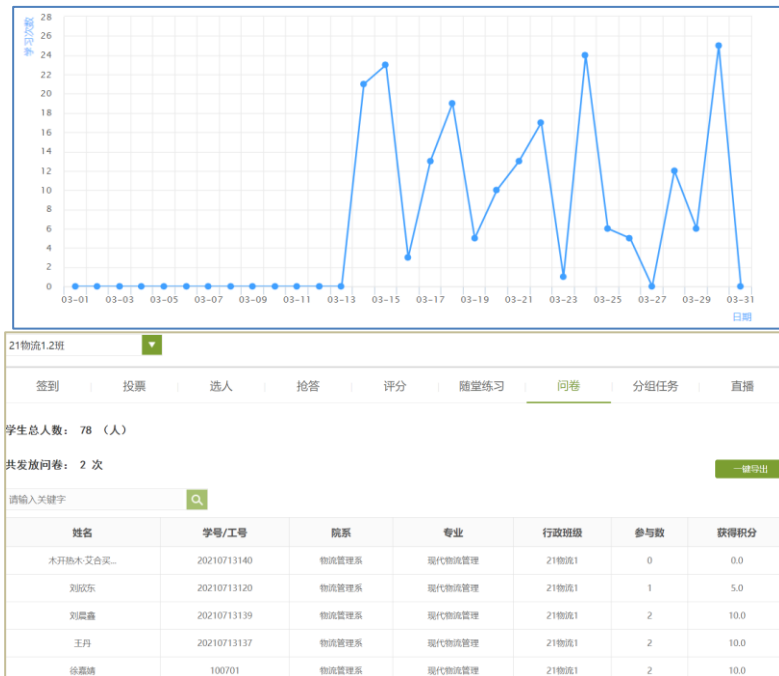 学习次数
28
26
24
22
20
18
16
14
12
10
8
6
4
2
0
03-01 03-03 03-05 03-07 03-09 03-11 03-13 03-15 03-17 03-19 03-21 03-23 03-25 03-27 03-29 03-31
日期
21物流1.2班
签到 投票 选人 抢答 评分 随堂练习 问卷 分组任务 直播
学生总人数： 78 （人）
共发放问卷： 2 次
一键导出
请输入关键字
姓名 学号/工号 院系 专业 行政班级 参与数 获得积分
木开热木·艾合买... 20210713140 物流管理系 现代物流管理 21物流1 0 0.0
刘欣东 20210713120 物流管理系 现代物流管理 21物流1 1 5.0
刘晨鑫 20210713139 物流管理系 现代物流管理 21物流1 2 10.0
王丹 20210713137 物流管理系 现代物流管理 21物流1 2 10.0
徐嘉婧 100701 物流管理系 现代物流管理 21物流1 2 10.0